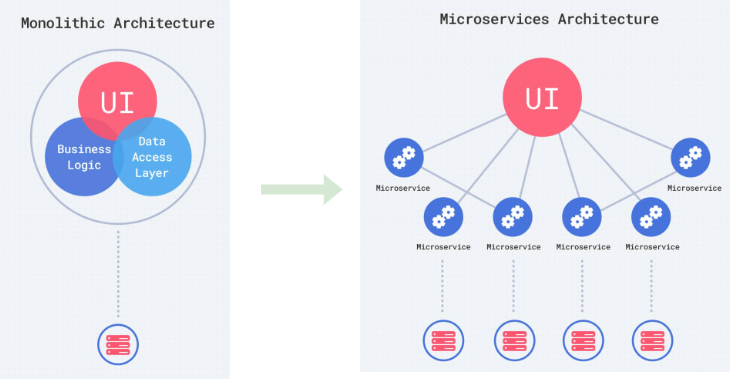 Monolithic Architecture
UI
Business
Logic
Data
Access
Layer
Microservices Architecture
UI
Microservice
Microservice
Microservice
Microservice
Microservice
Microservice